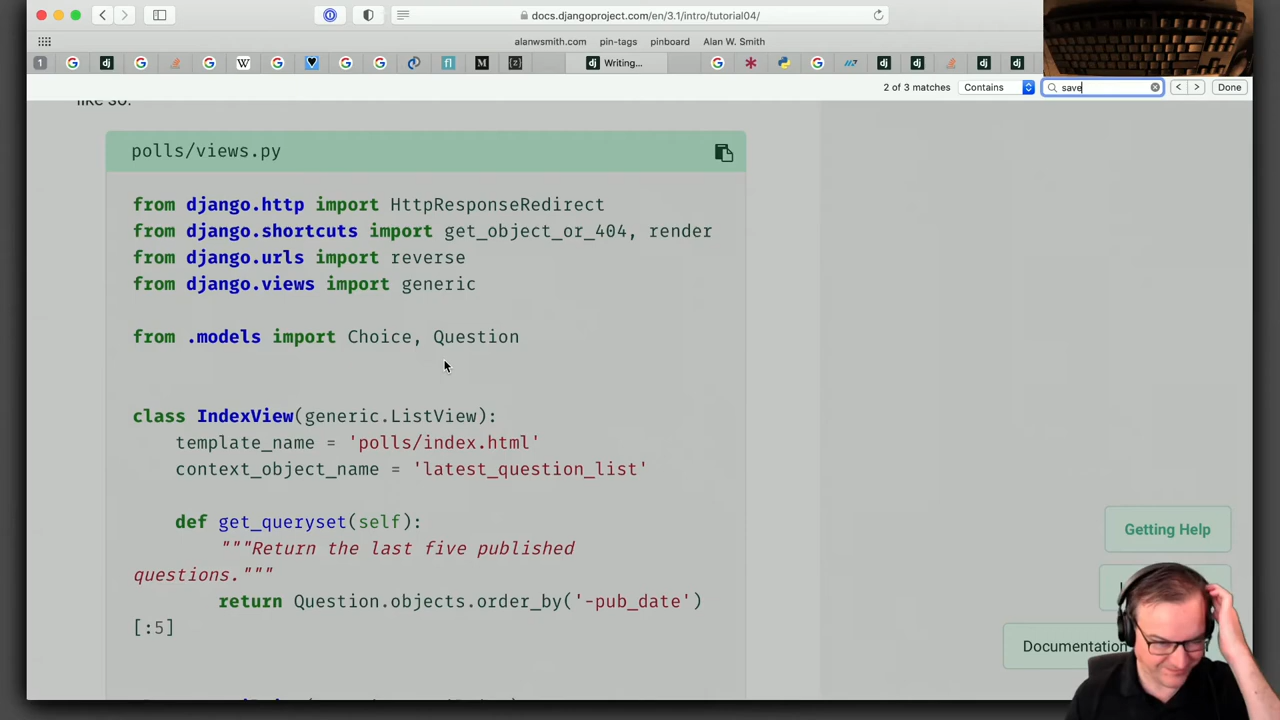 docs.djangoproject.com/en/3.1/intro/tutorial04/
alanwsmith.com pin-tags pinboard Alan W. Smith
1
Writing...
2 of 3 matches Contains save Done
like so:
polls/views.py
from django.http import HttpResponseRedirect
from django.shortcuts import get_object_or_404, render
from django.urls import reverse
from django.views import generic
from .models import Choice, Question
class IndexView(generic.ListView):
template_name = 'polls/index.html'
context_object_name = 'latest_question_list'
def get_queryset(self):
"""Return the last five published
questions."""
return Question.objects.order_by('-pub_date')
[:5]
Getting Help
Documentation